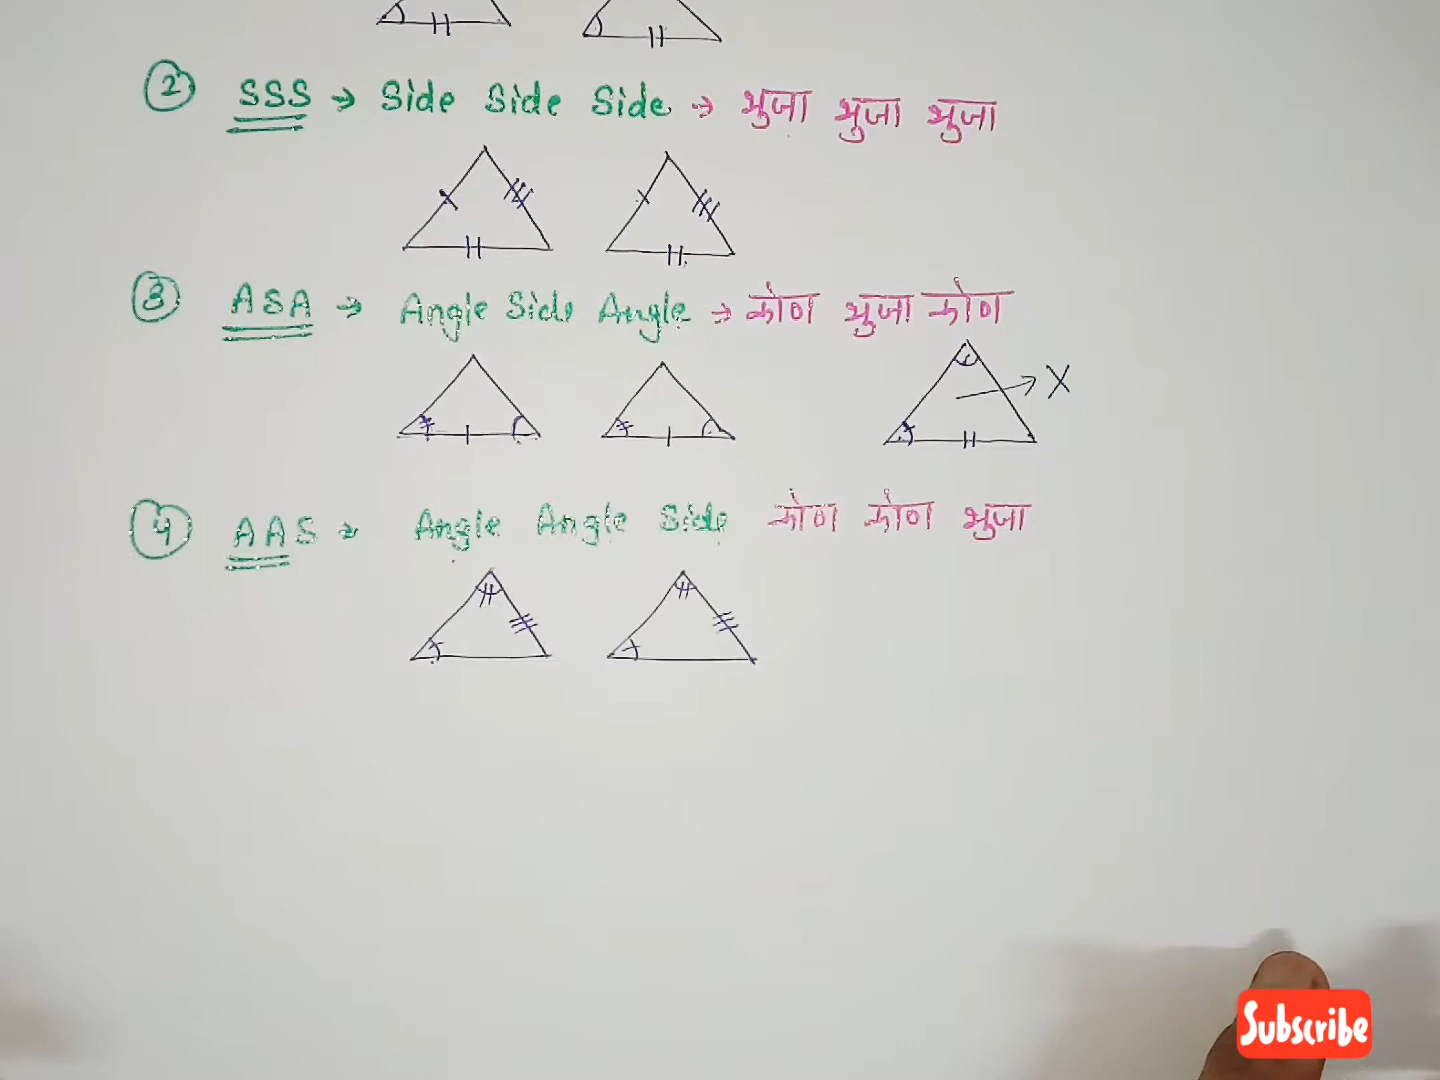 2 SSS → Side Side Side → भुजा भुजा भुजा
3 ASA → Angle Side Angle → कोण भुजा कोण
X
4 AAS → Angle Angle Side कोण कोण भुजा
Subscribe